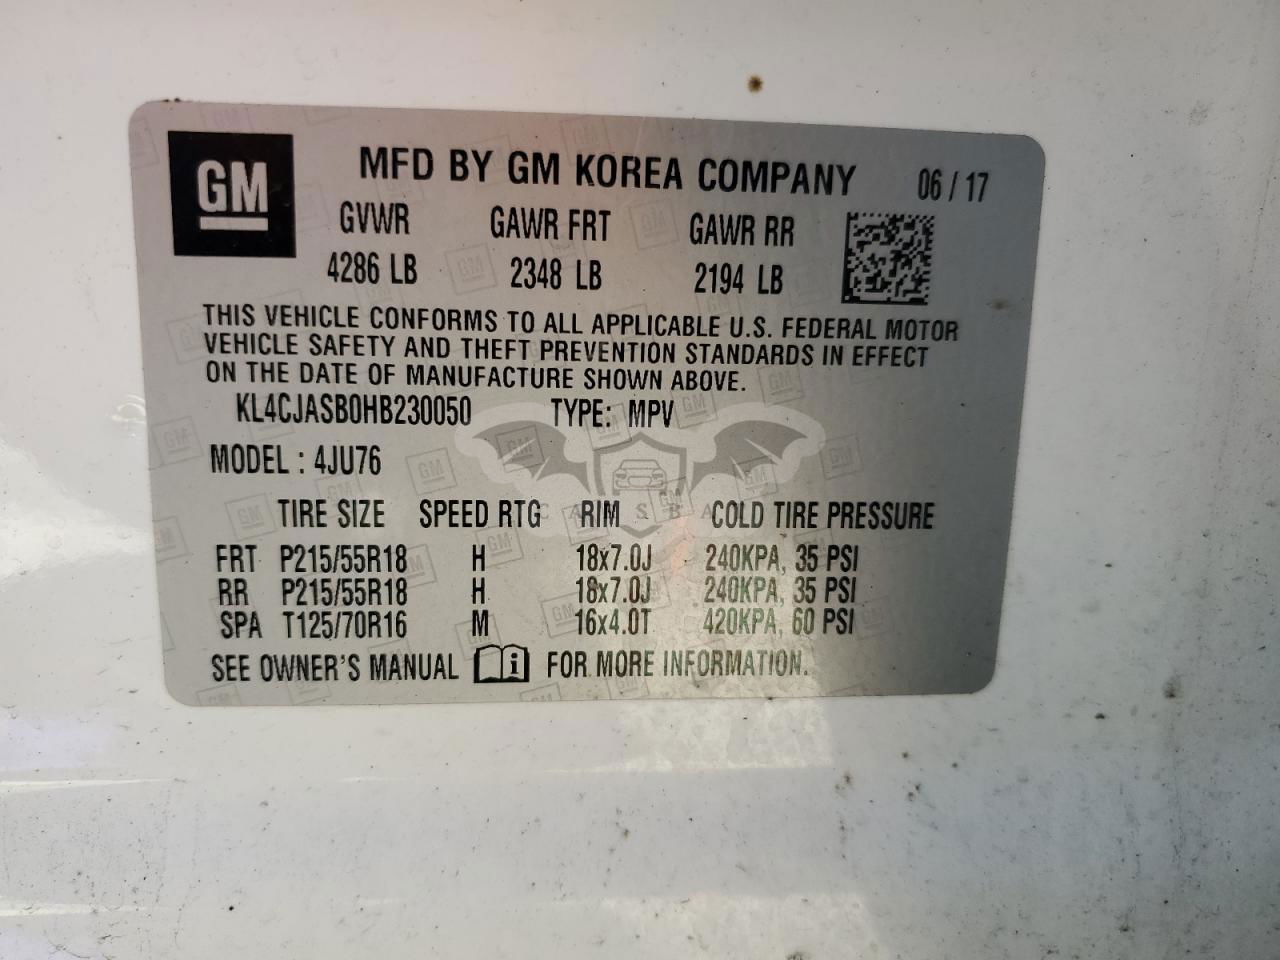 GM
MFD BY GM KOREA COMPANY 06 / 17
GVWR GAWR FRT GAWR RR
4286 LB 2348 LB 2194 LB
THIS VEHICLE CONFORMS TO ALL APPLICABLE U.S. FEDERAL MOTOR
VEHICLE SAFETY AND THEFT PREVENTION STANDARDS IN EFFECT
ON THE DATE OF MANUFACTURE SHOWN ABOVE.
KL4CJASB0HB230050 TYPE: MPV
MODEL : 4JU76
TIRE SIZE SPEED RTG RIM COLD TIRE PRESSURE
FRT P215/55R18 H 18x7.0J 240KPA, 35 PSI
RR P215/55R18 H 18x7.0J 240KPA, 35 PSI
SPA T125/70R16 M 16x4.0T 420KPA, 60 PSI
SEE OWNER'S MANUAL i FOR MORE INFORMATION.